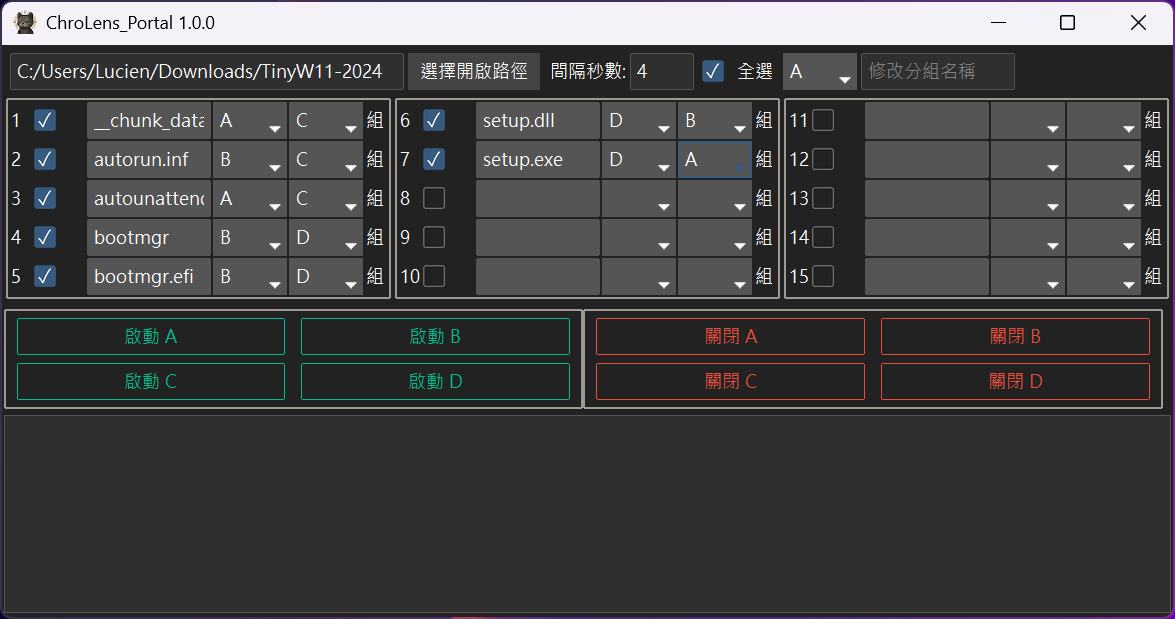 ChroLens_Portal 1.0.0
C:/Users/Lucien/Downloads/TinyW11-2024 選擇開啟路徑 間隔秒數: 4 全選 A 修改分組名稱
1 __chunk_data A C 組 6 setup.dll D B 組 11 組
2 autorun.inf B C 組 7 setup.exe D A 組 12 組
3 autounattend A C 組 8 組 13 組
4 bootmgr B D 組 9 組 14 組
5 bootmgr.efi B D 組 10 組 15 組
啟動 A 啟動 B 關閉 A 關閉 B
啟動 C 啟動 D 關閉 C 關閉 D